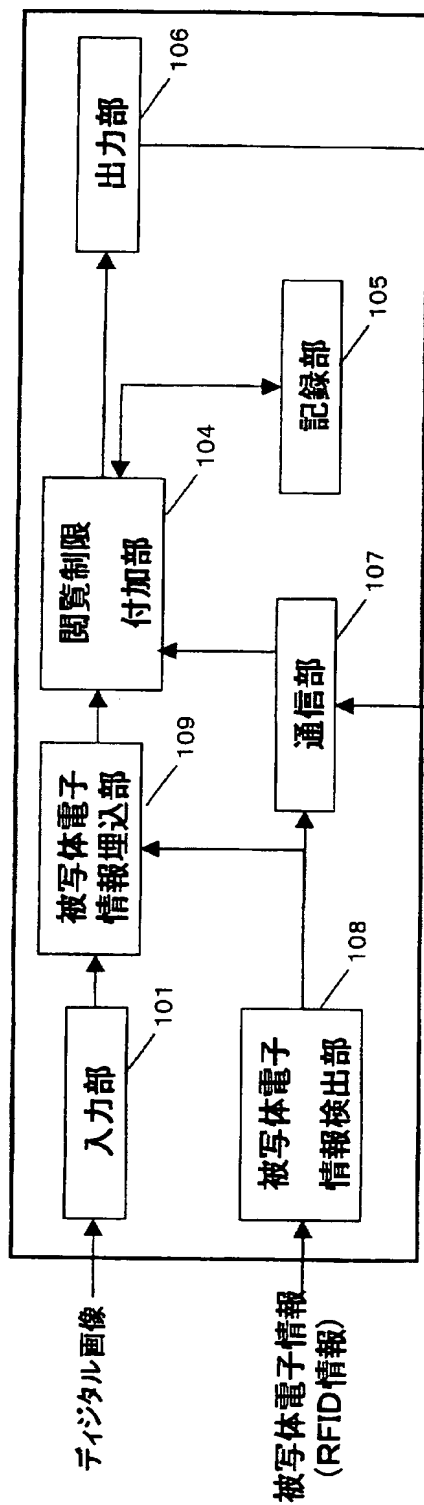 ディジタル画像
入力部
101
被写体電子
情報埋込部
109
閲覧制限
付加部
104
出力部
106
被写体電子情報
(RFID情報)
被写体電子
情報検出部
108
通信部
107
記録部
105